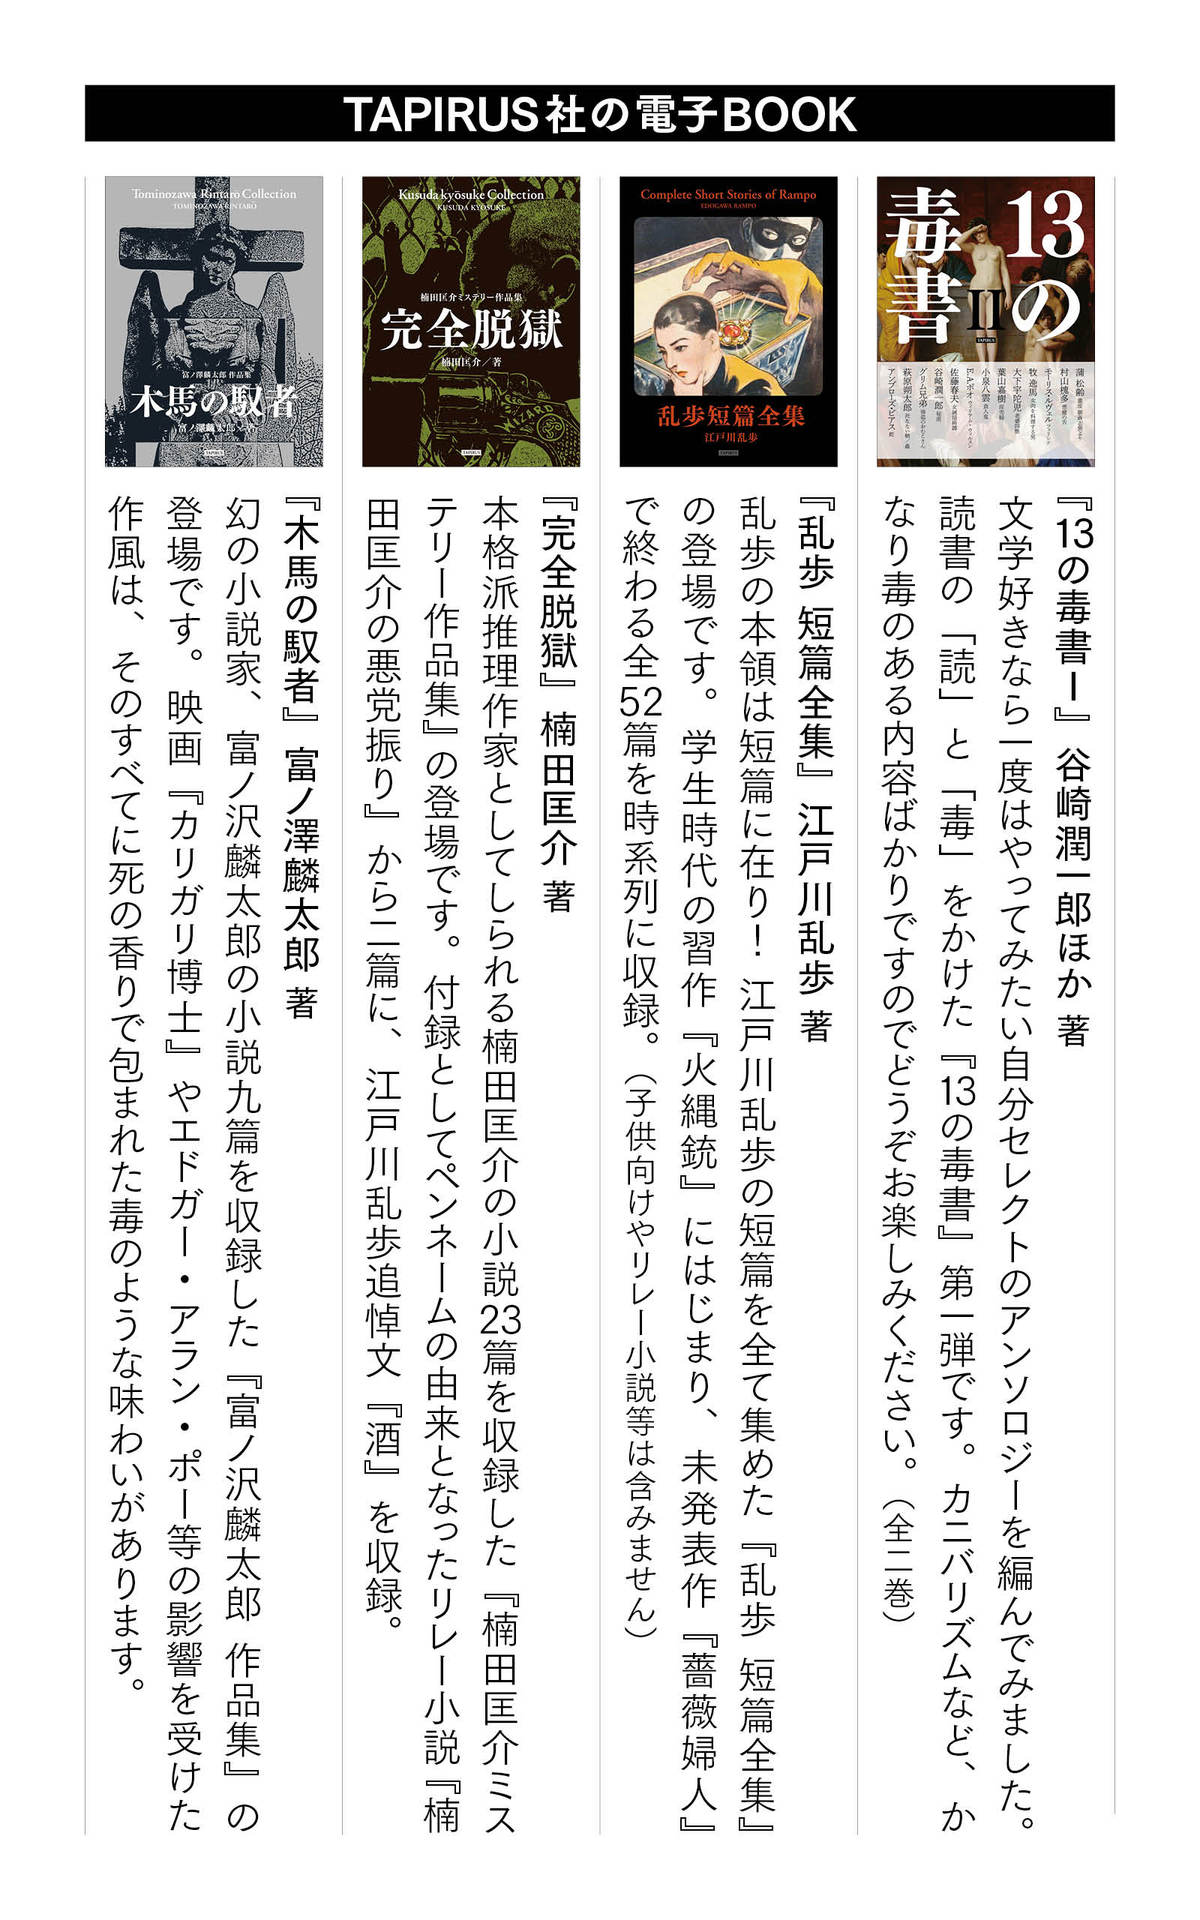 TAPIRUS社の電子BOOK
13の
毒書
II
TAPIRUS
蒲 松齢
村山槐多 悪魔の舌
モーリス・ルヴェル
牧 逸馬
大下宇陀児
葉山嘉樹
小泉八雲
佐藤春夫
E.A.ポオ ウィリアム・ウィルスン
谷崎潤一郎
グリム兄弟
萩原朔太郎
アンブローズ・ビアス
『13の毒書ー』 谷崎潤一郎ほか 著
文学好きなら一度はやってみたい自分セレクトのアンソロジーを編んでみました。
読書の「読」と「毒」をかけた『13の毒書』第一弾です。カニバリズムなど、か
なり毒のある内容ばかりですのでどうぞお楽しみください。（全二巻）
Complete Short Stories of Rampo
EDOGAWA RAMPO
乱歩短篇全集
江戸川乱歩
TAPIRUS
『乱歩 短篇全集』 江戸川乱歩 著
乱歩の本領は短篇に在り！ 江戸川乱歩の短篇を全て集めた『乱歩 短篇全集』
の登場です。学生時代の習作『火縄銃』にはじまり、未発表作『薔薇婦人』
で終わる全52篇を時系列に収録。（子供向けやリレー小説等は含みません）
Kusuda kyōsuke Collection
KUSUDA KYOSUKE
楠田匡介ミステリー作品集
完全脱獄
楠田匡介／著
TAPIRUS
『完全脱獄』 楠田匡介 著
本格派推理作家としてしられる楠田匡介の小説23篇を収録した『楠田匡介ミス
テリー作品集』の登場です。付録としてペンネームの由来となったリレー小説『楠
田匡介の悪党振り』から二篇に、江戸川乱歩追悼文『酒』を収録。
Tominozawa Rintaro Collection
TOMINOZAWA RINTARŌ
富ノ澤麟太郎 作品集
木馬の馭者
富ノ澤麟太郎／著
TAPIRUS
『木馬の馭者』 富ノ澤麟太郎 著
幻の小説家、富ノ沢麟太郎の小説九篇を収録した『富ノ沢麟太郎 作品集』の
登場です。映画『カリガリ博士』やエドガー・アラン・ポー等の影響を受けた
作風は、そのすべてに死の香りで包まれた毒のような味わいがあります。